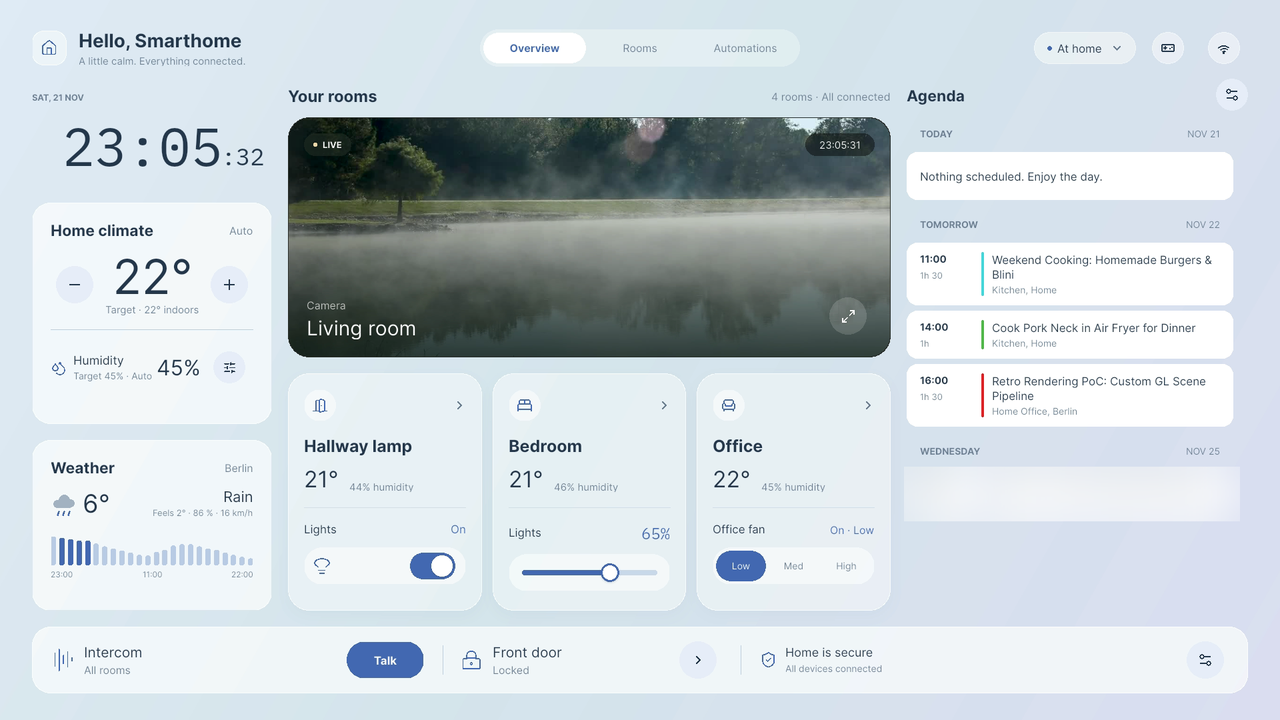 Hello, Smarthome
A little calm. Everything connected.
Overview
Rooms
Automations
At home
SAT, 21 NOV
23:05:32
Home climate
Auto
22°
Target · 22° indoors
Humidity
Target 45% · Auto
45%
Weather
Berlin
6°
Rain
Feels 2° · 86 % · 16 km/h
23:00
11:00
22:00
Your rooms
4 rooms · All connected
LIVE
23:05:31
Camera
Living room
Hallway lamp
21°
44% humidity
Lights
On
Bedroom
21°
46% humidity
Lights
65%
Office
22°
45% humidity
Office fan
On · Low
Low
Med
High
Agenda
TODAY
NOV 21
Nothing scheduled. Enjoy the day.
TOMORROW
NOV 22
11:00
1h 30
Weekend Cooking: Homemade Burgers &
Blini
Kitchen, Home
14:00
1h
Cook Pork Neck in Air Fryer for Dinner
Kitchen, Home
16:00
1h 30
Retro Rendering PoC: Custom GL Scene
Pipeline
Home Office, Berlin
WEDNESDAY
NOV 25
Intercom
All rooms
Talk
Front door
Locked
Home is secure
All devices connected